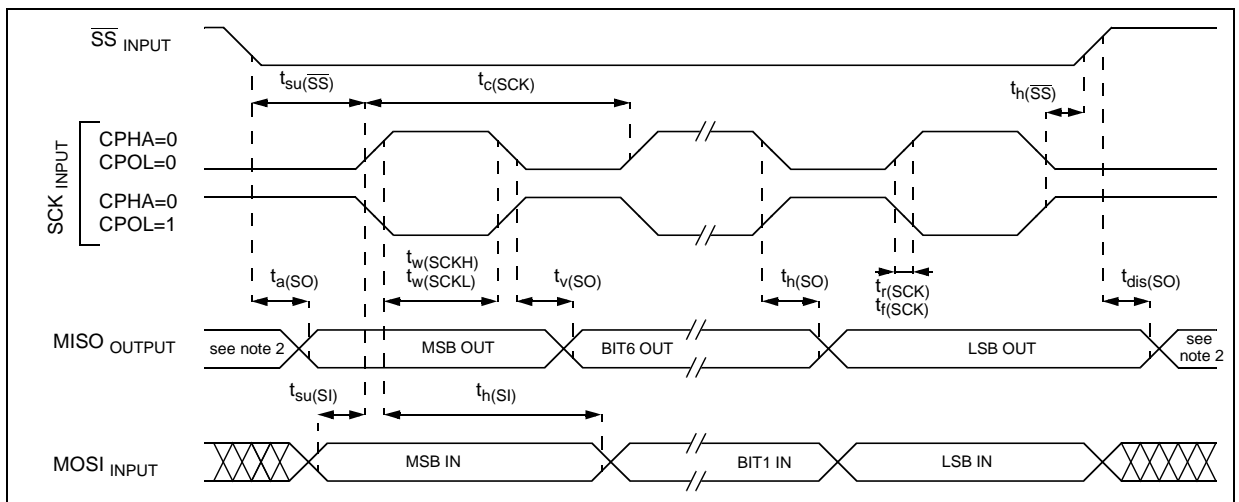 SS INPUT
tsu(SS)
tc(SCK)
th(SS)
SCK INPUT
CPHA=0
CPOL=0
CPHA=0
CPOL=1
ta(SO)
tw(SCKH)
tw(SCKL)
tv(SO)
th(SO)
tr(SCK)
tf(SCK)
tdis(SO)
MISO OUTPUT
see note 2
MSB OUT
BIT6 OUT
LSB OUT
see
note 2
tsu(SI)
th(SI)
MOSI INPUT
MSB IN
BIT1 IN
LSB IN